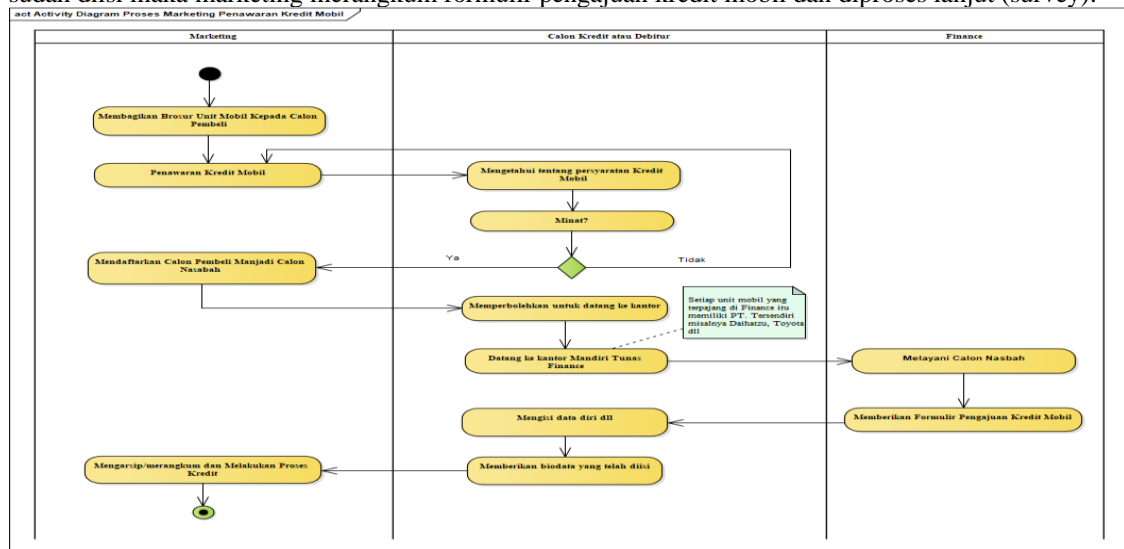 sudah diisi maka marketing merangkum formulir pengajuan kredit mobil dan diproses lanjut (survey).
act Activity Diagram Proses Marketing Penawaran Kredit Mobil
Marketing
Calon Kredit atau Debitur
Finance
Membagikan Brosur Unit Mobil Kepada Calon
Pembeli
Penawaran Kredit Mobil
Mengetahui tentang persyaratan Kredit
Mobil
Minat?
Ya
Tidak
Mendaftarkan Calon Pembeli Manjadi Calon
Nasabah
Memperbolehkan untuk datang ke kantor
Setiap unit mobil yang
terpajang di Finance itu
memiliki PT. Tersendiri
misalnya Daihatzu, Toyota
dll
Datang ke kantor Mandiri Tunas
Finance
Melayani Calon Nasbah
Memberikan Formulir Pengajuan Kredit Mobil
Mengisi data diri dll
Memberikan biodata yang telah diisi
Mengarsip/merangkum dan Melakukan Proses
Kredit